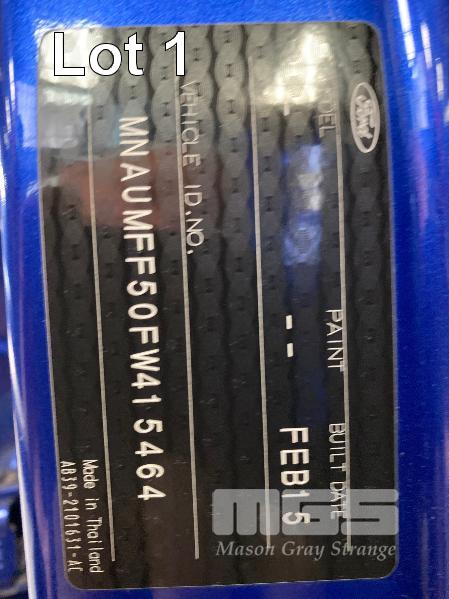 Lot 1
Ford
PAINT BUILT DATE
-- FEB15
VEHICLE ID.NO.
MNAUMFF50FW415464
Made in Thailand
AB39-2101631-AC
MGS
Mason Gray Strange